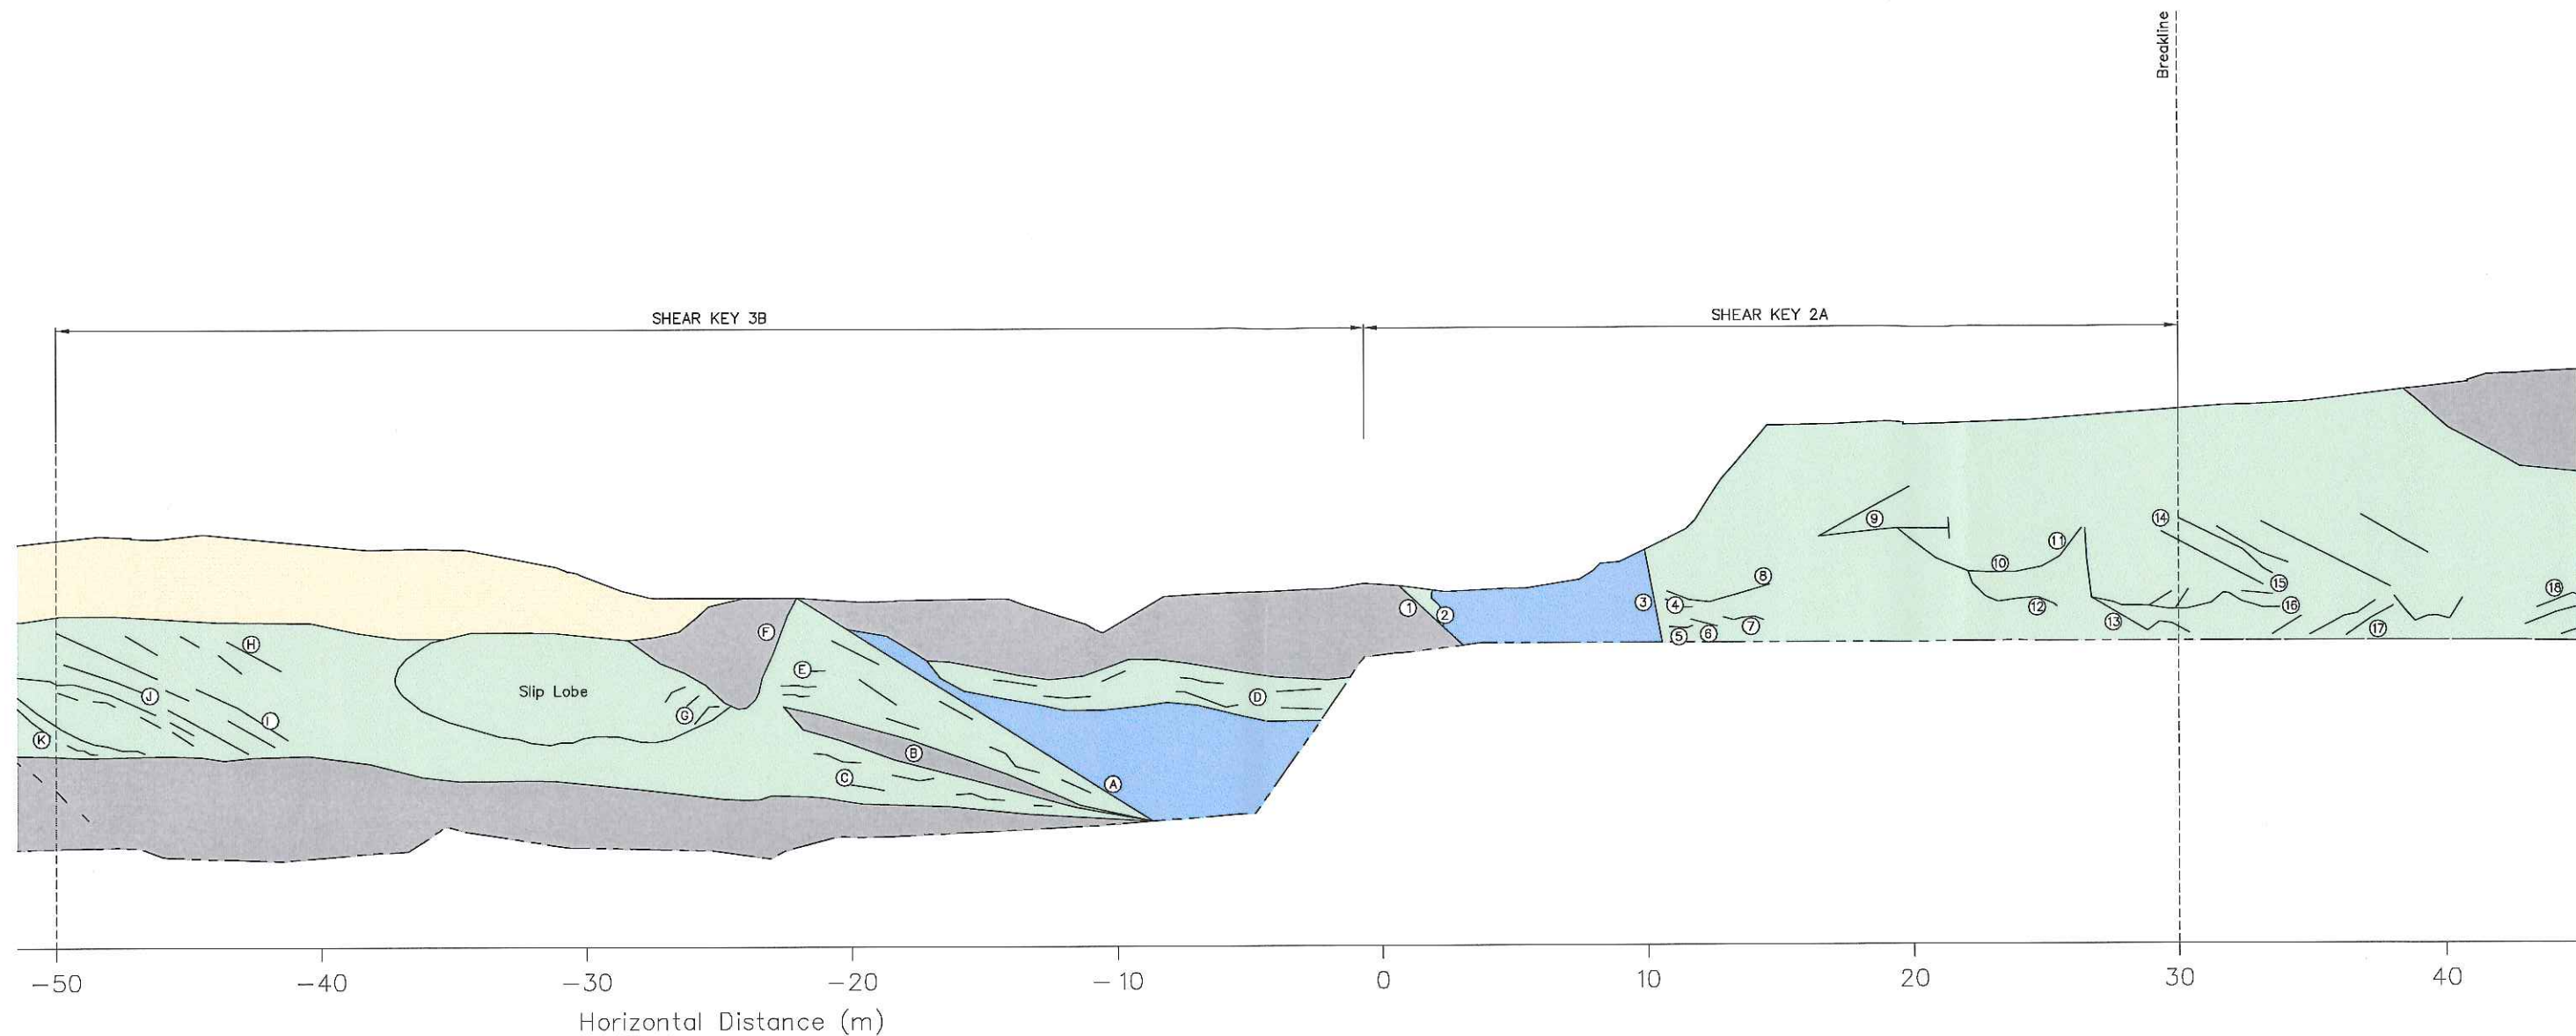 Breakline
SHEAR KEY 3B
SHEAR KEY 2A
9
14
11
10
8
15
18
3
4
16
12
1
2
7
13
17
6
5
F
H
E
Slip Lobe
J
D
G
I
K
B
C
A
-50 -40 -30 -20 -10 0 10 20 30 40
Horizontal Distance (m)